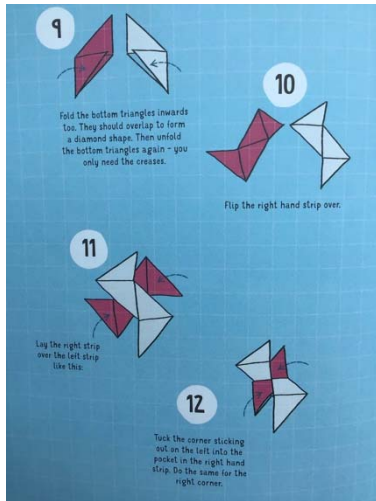 9
Fold the bottom triangles inwards
too. They should overlap to form
a diamond shape. Then unfold
the bottom triangles again - you
only need the creases.
10
Flip the right hand strip over.
11
Lay the right strip
over the left strip
like this.
12
Tuck the corner sticking
out on the left into the
pocket in the right hand
strip. Do the same for the
right corner.